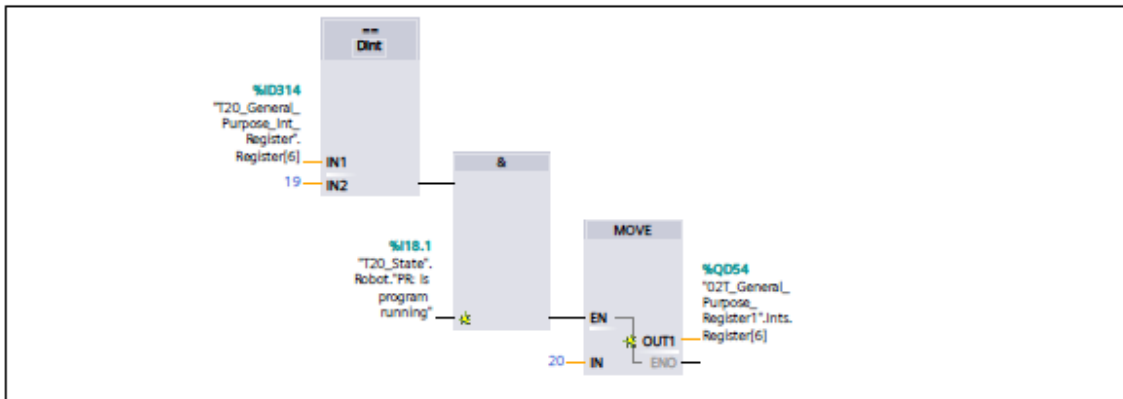 ==
Dint
%ID314
"T20_General_
Purpose_Int_
Register".
Register[6]
IN1
19
IN2
&
%I18.1
"T20_State".
Robot."PR: Is
program
running"
MOVE
%QD54
"02T_General_
Purpose_
Register1".Ints.
Register[6]
EN
OUT1
20
IN
ENO